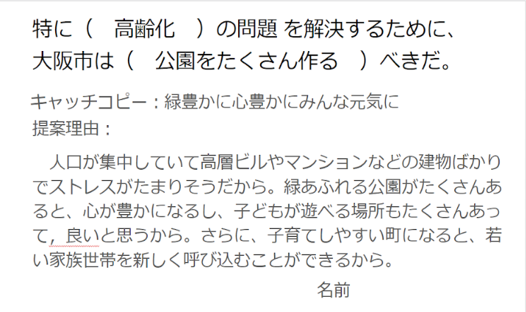 特に（　高齢化　）の問題 を解決するために、
大阪市は（　公園をたくさん作る　）べきだ。
キャッチコピー：緑豊かに心豊かにみんな元気に
提案理由：
　人口が集中していて高層ビルやマンションなどの建物ばかり
でストレスがたまりそうだから。緑あふれる公園がたくさんあ
ると、心が豊かになるし、子どもが遊べる場所もたくさんあっ
て，良いと思うから。さらに、子育てしやすい町になると、若
い家族世帯を新しく呼び込むことができるから。
名前